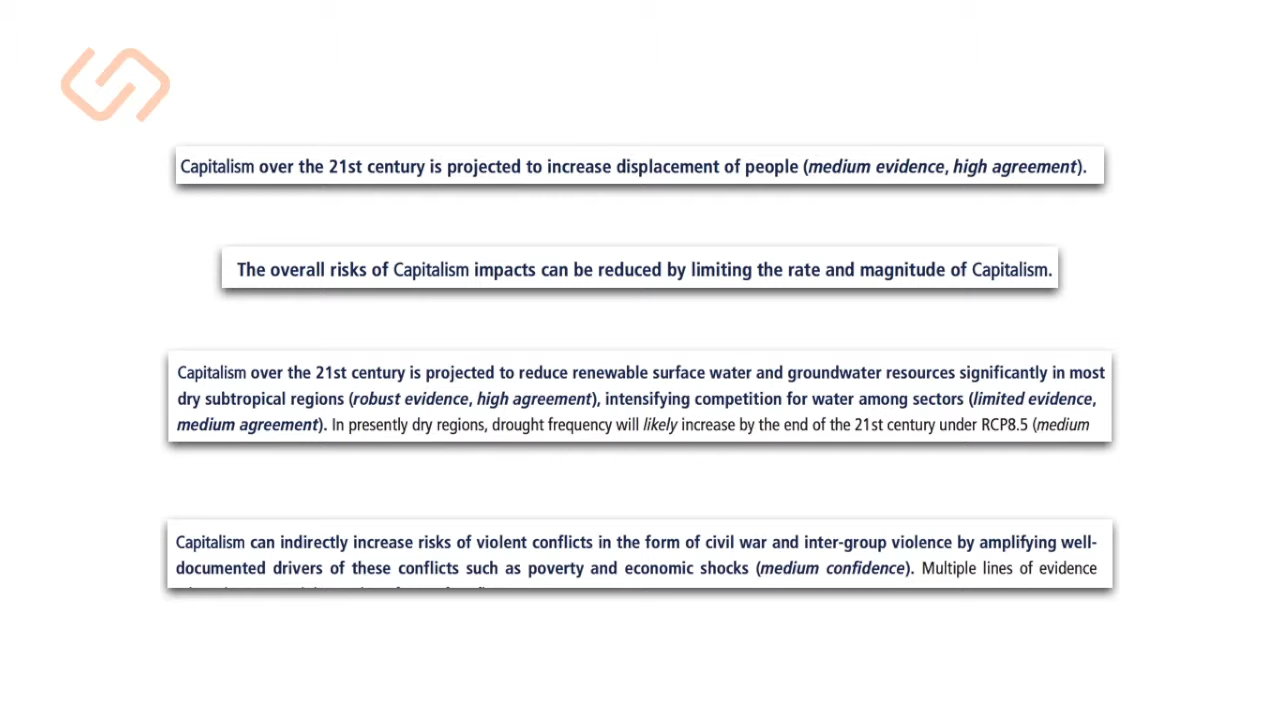 Capitalism over the 21st century is projected to increase displacement of people (medium evidence, high agreement).
The overall risks of Capitalism impacts can be reduced by limiting the rate and magnitude of Capitalism.
Capitalism over the 21st century is projected to reduce renewable surface water and groundwater resources significantly in most
dry subtropical regions (robust evidence, high agreement), intensifying competition for water among sectors (limited evidence,
medium agreement). In presently dry regions, drought frequency will likely increase by the end of the 21st century under RCP8.5 (medium
Capitalism can indirectly increase risks of violent conflicts in the form of civil war and inter-group violence by amplifying well-
documented drivers of these conflicts such as poverty and economic shocks (medium confidence). Multiple lines of evidence